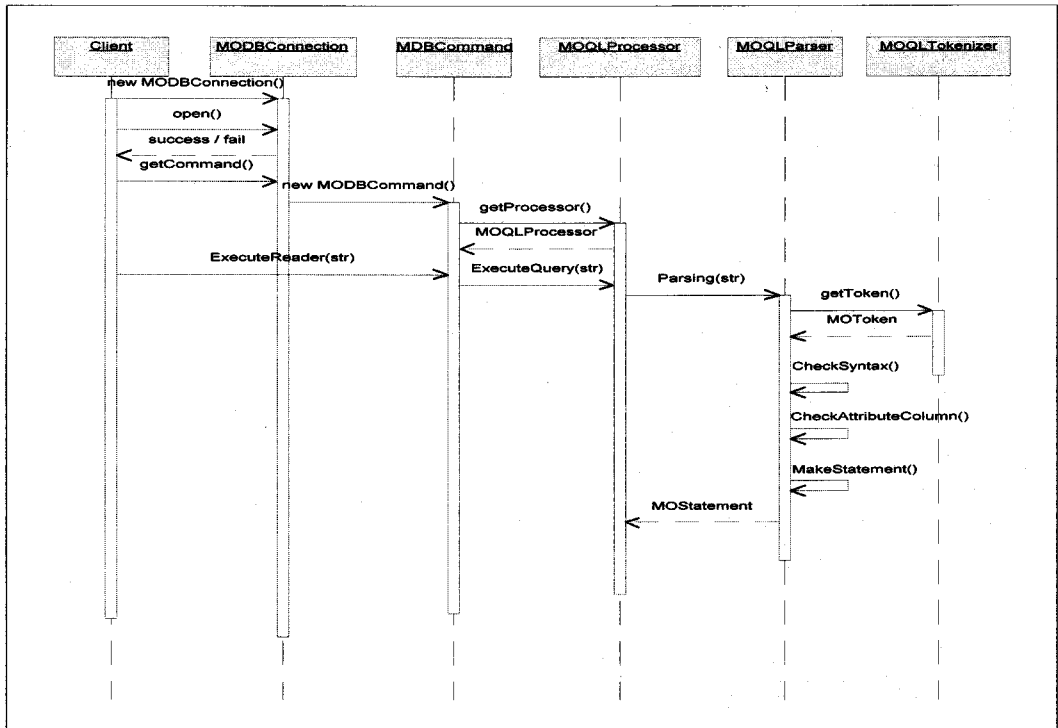 Client
MODBConnection
MDBCommand
MOQLProcessor
MOQLParser
MOQLTokenizer
new MODBConnection()
open()
success / fail
getCommand()
new MODBCommand()
getProcessor()
MOQLProcessor
ExecuteReader(str)
ExecuteQuery(str)
Parsing(str)
getToken()
MOToken
CheckSyntax()
CheckAttributeColumn()
MakeStatement()
MOStatement